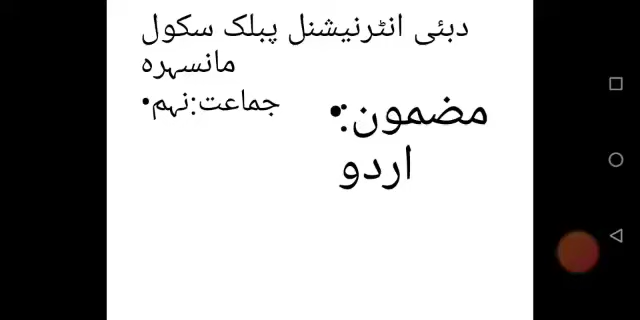 دبئی انٹرنیشنل پبلک سکول
مانسہرہ
•جماعت:نہم
•مضمون:
اردو